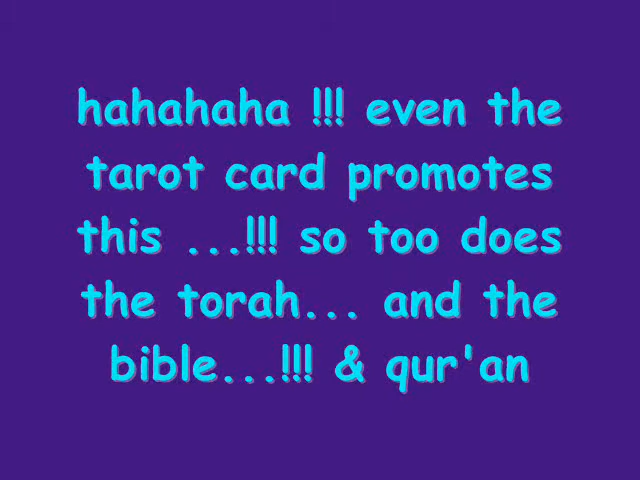 hahahaha !!! even the
tarot card promotes
this ...!!! so too does
the torah... and the
bible...!!! & qur'an